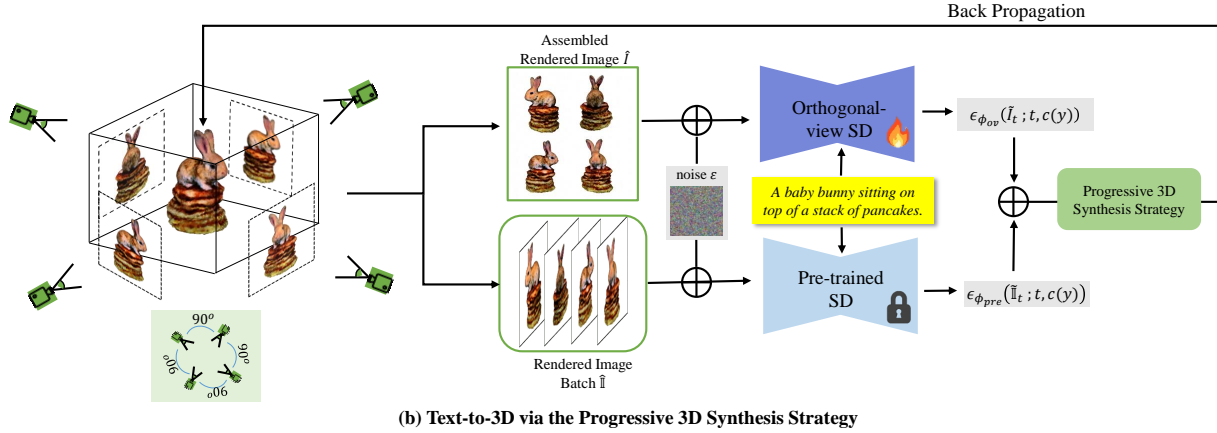 Back Propagation
Assembled
Rendered Image Î
Orthogonal-
view SD
ϵ_{ϕ_{ov}}(Ĩ_t ; t, c(y))
noise ε
A baby bunny sitting on
top of a stack of pancakes.
Progressive 3D
Synthesis Strategy
Pre-trained
SD
ϵ_{ϕ_{pre}}(𝕀̃_t ; t, c(y))
90°
90°
90°
90°
Rendered Image
Batch 𝕀̂
(b) Text-to-3D via the Progressive 3D Synthesis Strategy